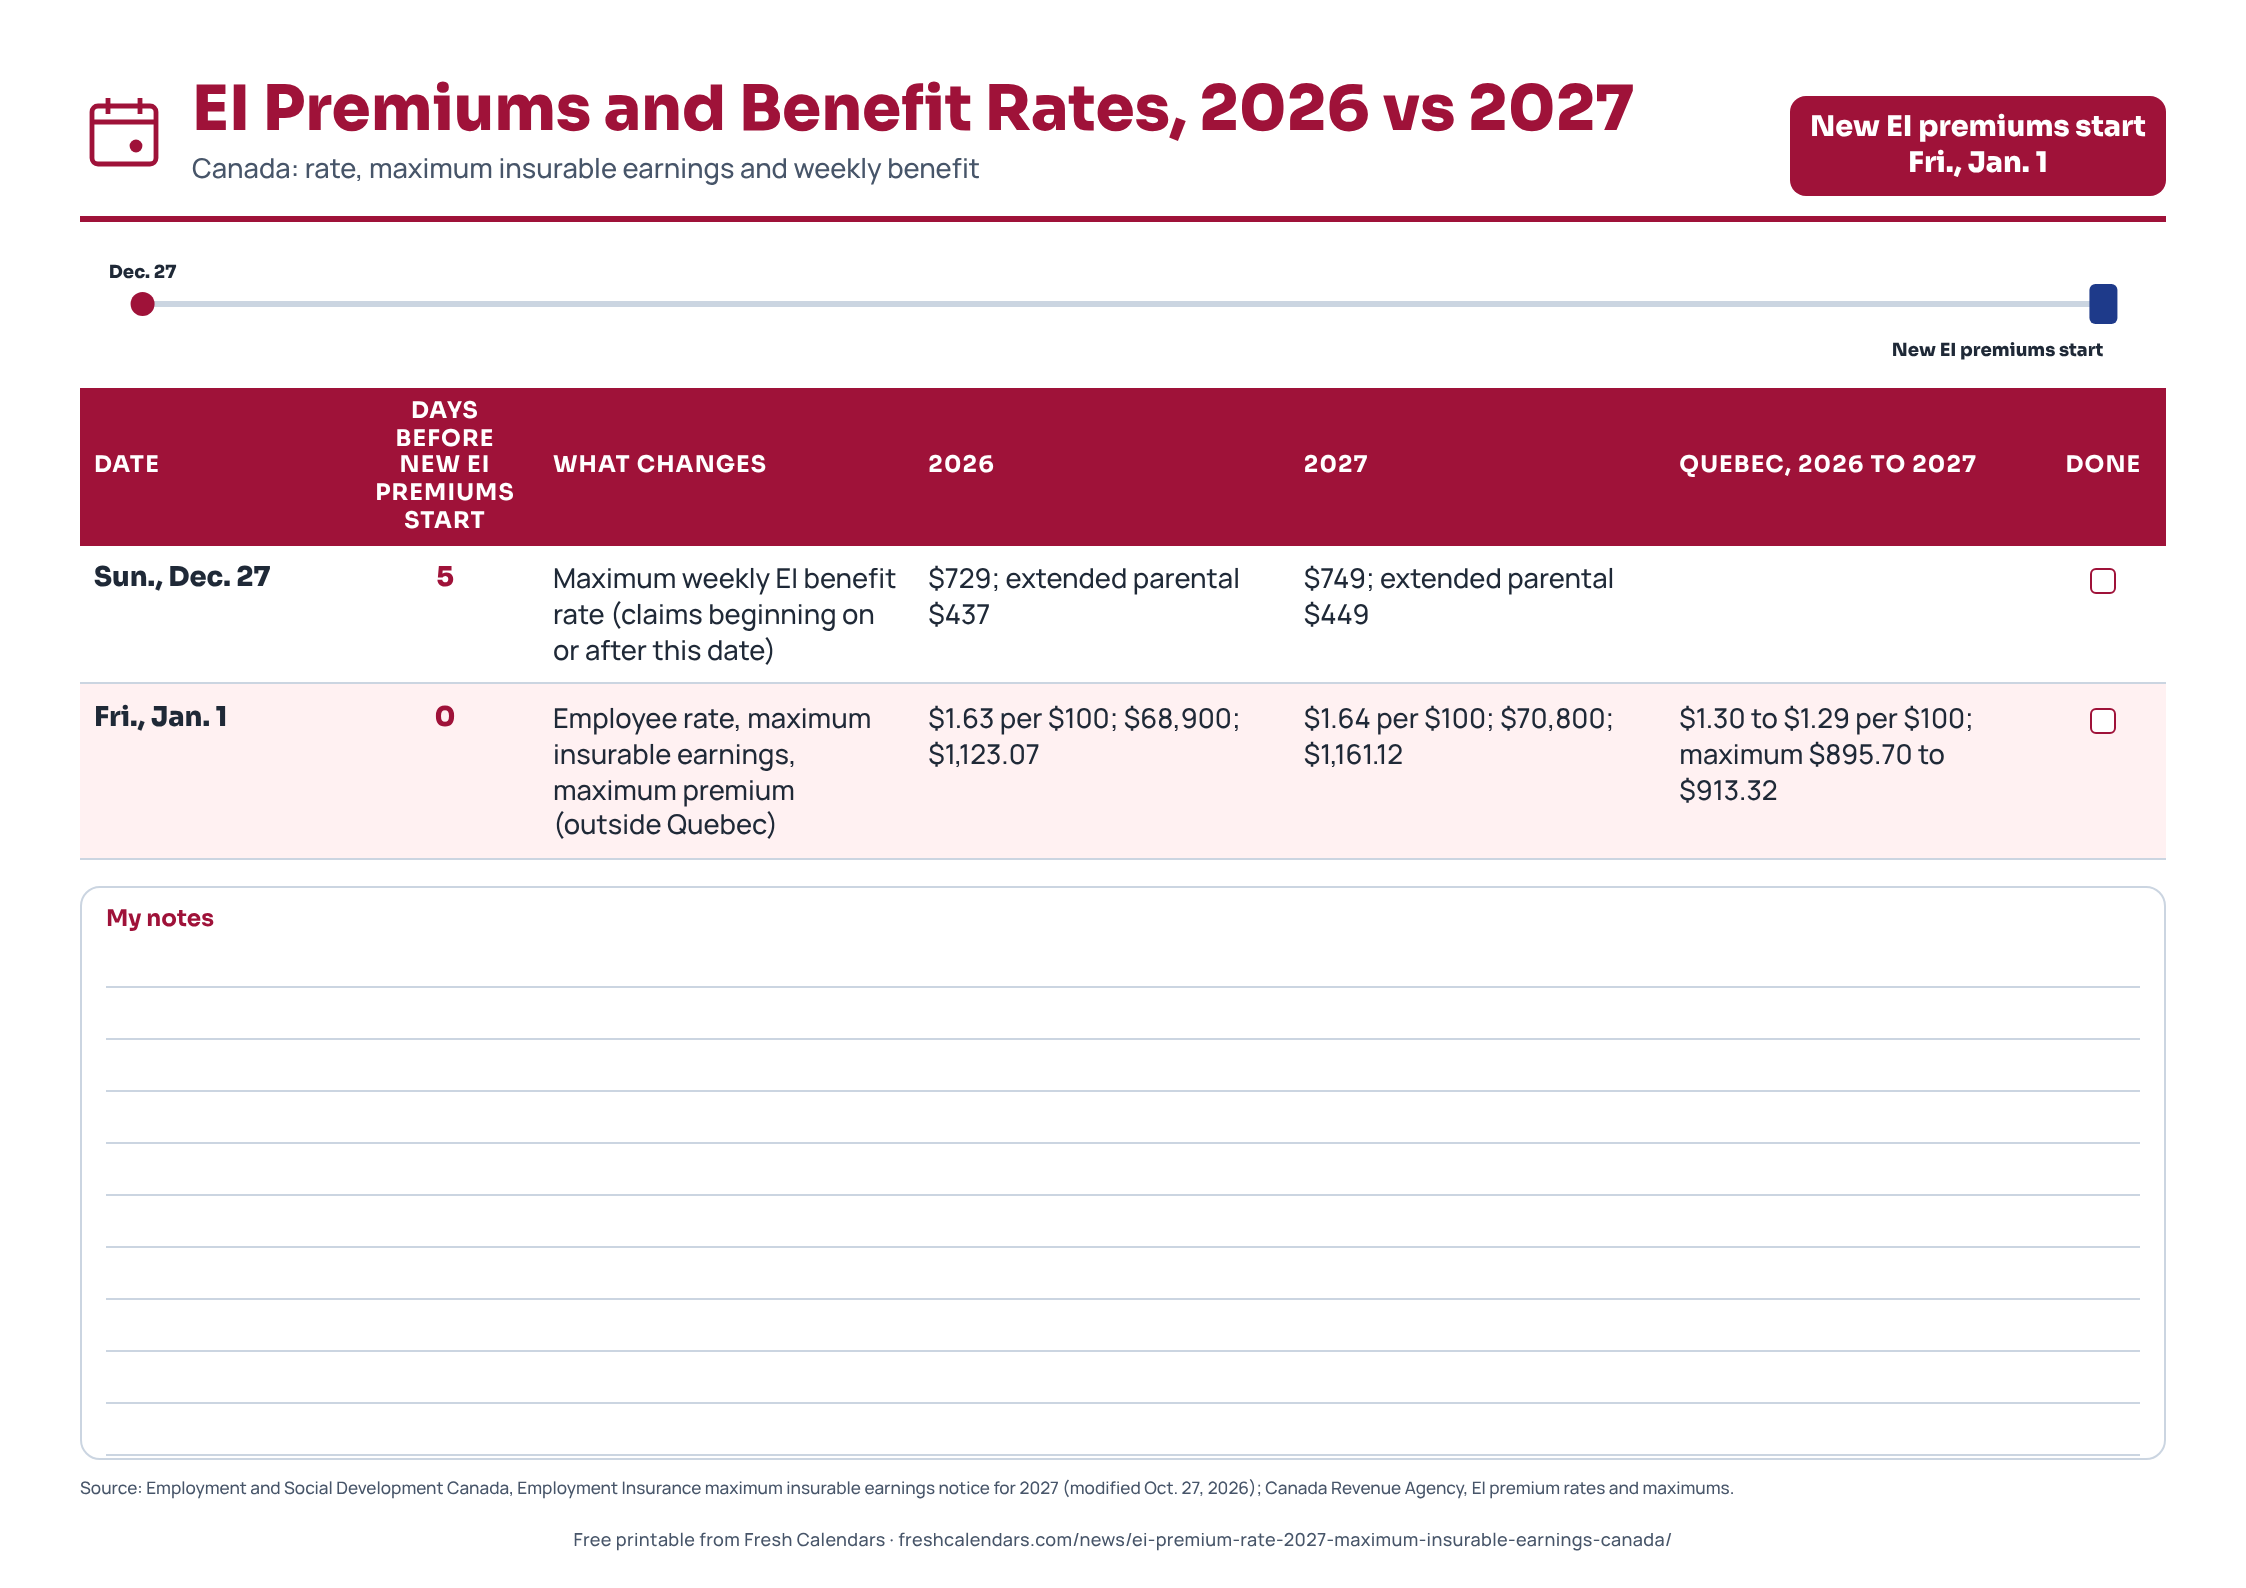 EI Premiums and Benefit Rates, 2026 vs 2027
Canada: rate, maximum insurable earnings and weekly benefit
New EI premiums start
Fri., Jan. 1
Dec. 27
New EI premiums start
DATE
DAYS
BEFORE
NEW EI
PREMIUMS
START
WHAT CHANGES
2026
2027
QUEBEC, 2026 TO 2027
DONE
Sun., Dec. 27
5
Maximum weekly EI benefit
rate (claims beginning on
or after this date)
$729; extended parental
$437
$749; extended parental
$449
Fri., Jan. 1
0
Employee rate, maximum
insurable earnings,
maximum premium
(outside Quebec)
$1.63 per $100; $68,900;
$1,123.07
$1.64 per $100; $70,800;
$1,161.12
$1.30 to $1.29 per $100;
maximum $895.70 to
$913.32
My notes
Source: Employment and Social Development Canada, Employment Insurance maximum insurable earnings notice for 2027 (modified Oct. 27, 2026); Canada Revenue Agency, EI premium rates and maximums.
Free printable from Fresh Calendars · freshcalendars.com/news/ei-premium-rate-2027-maximum-insurable-earnings-canada/